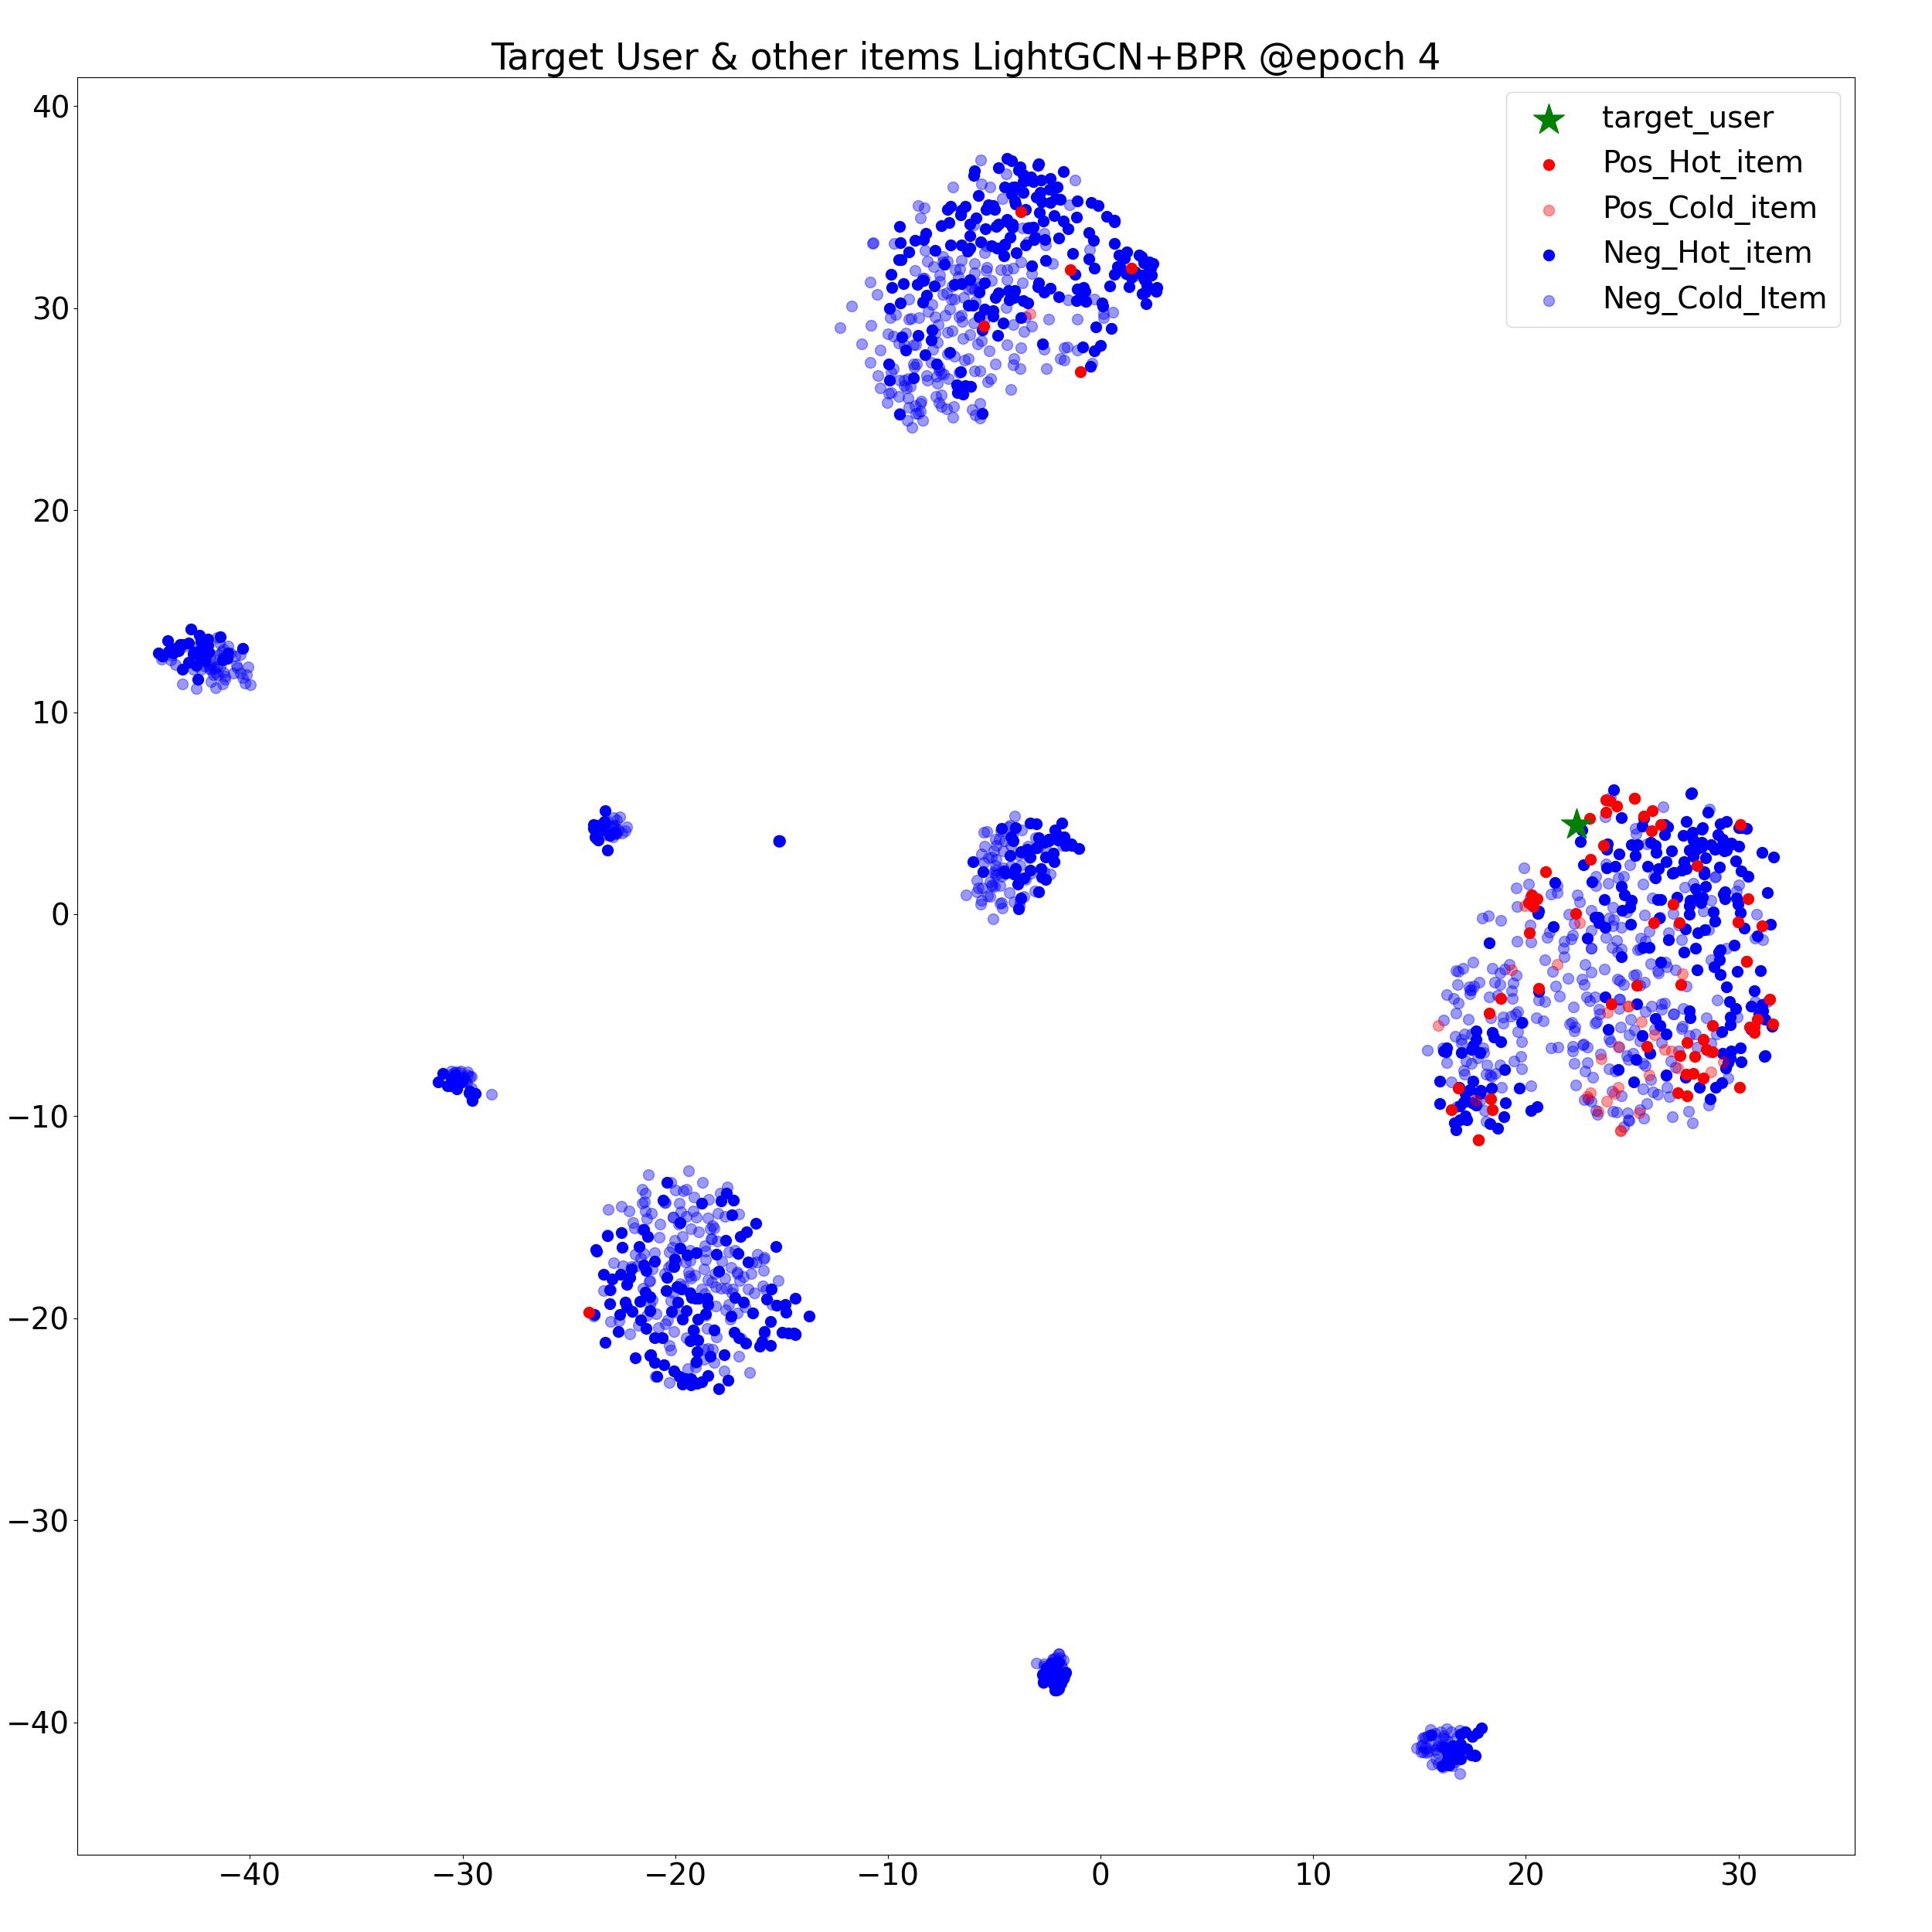 Target User & other items LightGCN+BPR @epoch 4
target_user
Pos_Hot_item
Pos_Cold_item
Neg_Hot_item
Neg_Cold_Item
40
30
20
10
0
−10
−20
−30
−40
−40 −30 −20 −10 0 10 20 30